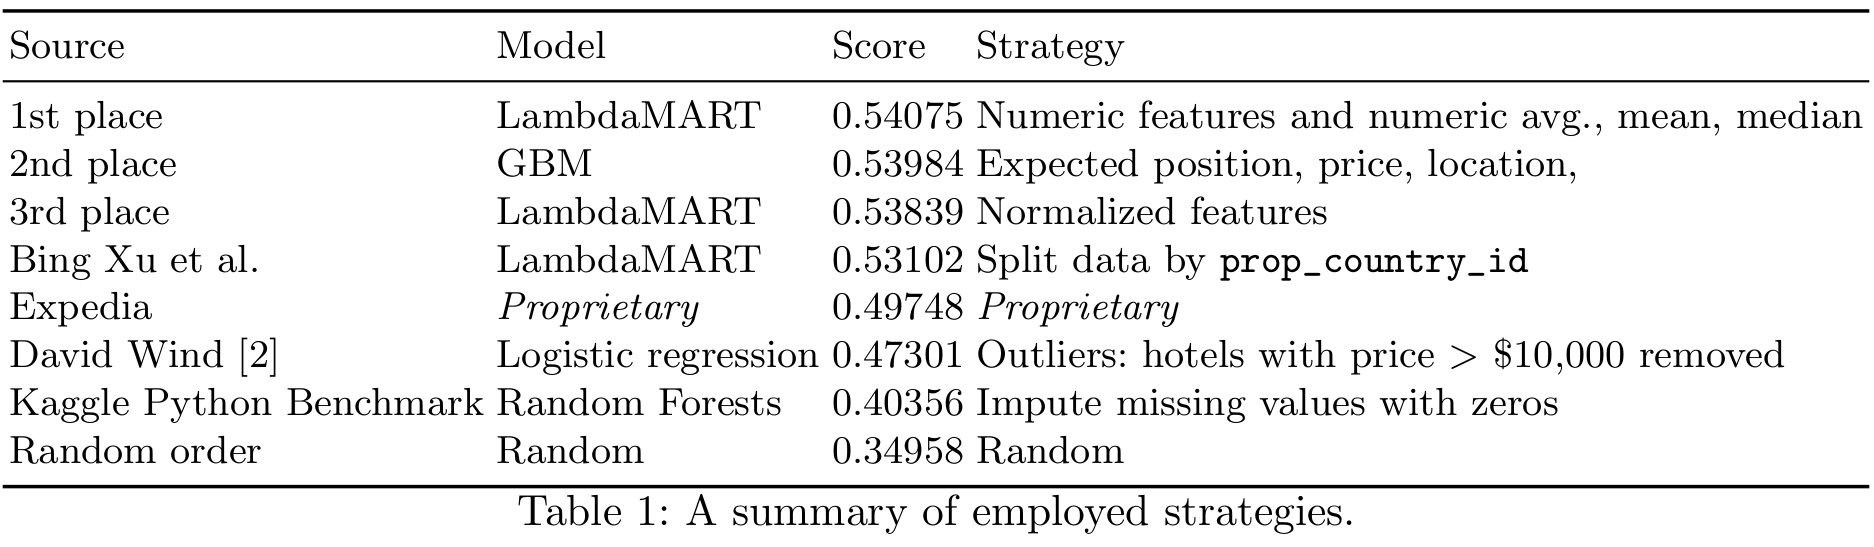 Source Model Score Strategy
1st place LambdaMART 0.54075 Numeric features and numeric avg., mean, median
2nd place GBM 0.53984 Expected position, price, location,
3rd place LambdaMART 0.53839 Normalized features
Bing Xu et al. LambdaMART 0.53102 Split data by prop_country_id
Expedia Proprietary 0.49748 Proprietary
David Wind [2] Logistic regression 0.47301 Outliers: hotels with price > $10,000 removed
Kaggle Python Benchmark Random Forests 0.40356 Impute missing values with zeros
Random order Random 0.34958 Random
Table 1: A summary of employed strategies.